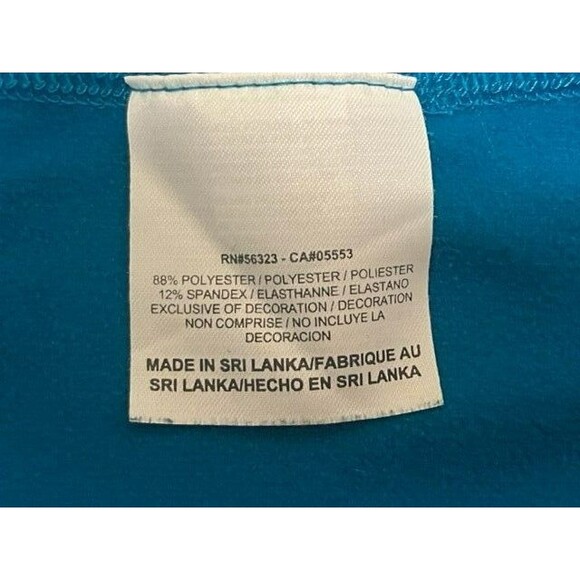 RN#56323 - CA#05553
88% POLYESTER / POLYESTER / POLIESTER
12% SPANDEX / ELASTHANNE / ELASTANO
EXCLUSIVE OF DECORATION / DECORATION
NON COMPRISE / NO INCLUYE LA
DECORACION
MADE IN SRI LANKA/FABRIQUE AU
SRI LANKA/HECHO EN SRI LANKA